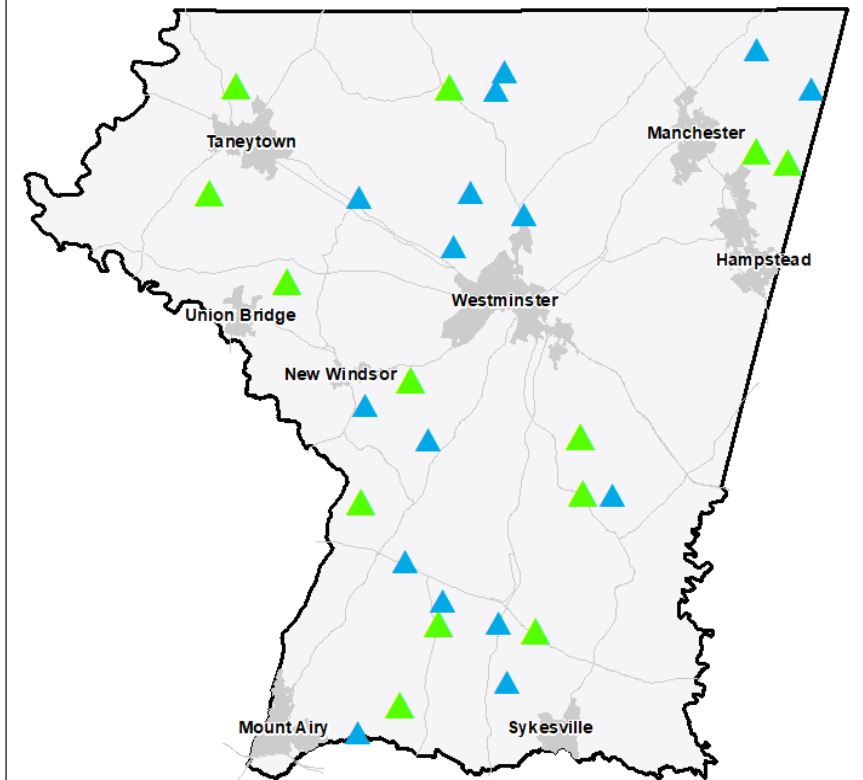 Manchester
Taneytown
Hampstead
Westminster
Union Bridge
New Windsor
Mount Airy
Sykesville